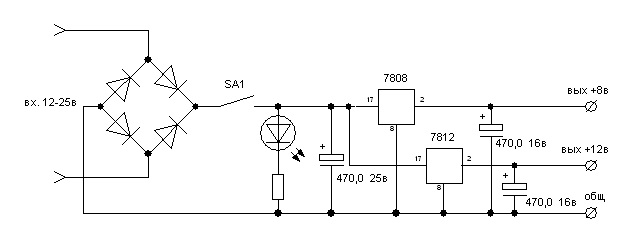 7808
вых +8в
SA1
вх. 12-25в
17
2
+
+
8
7812
470,0 16в
вых +12в
17
2
+
470,0 25в
8
470,0 16в
общ